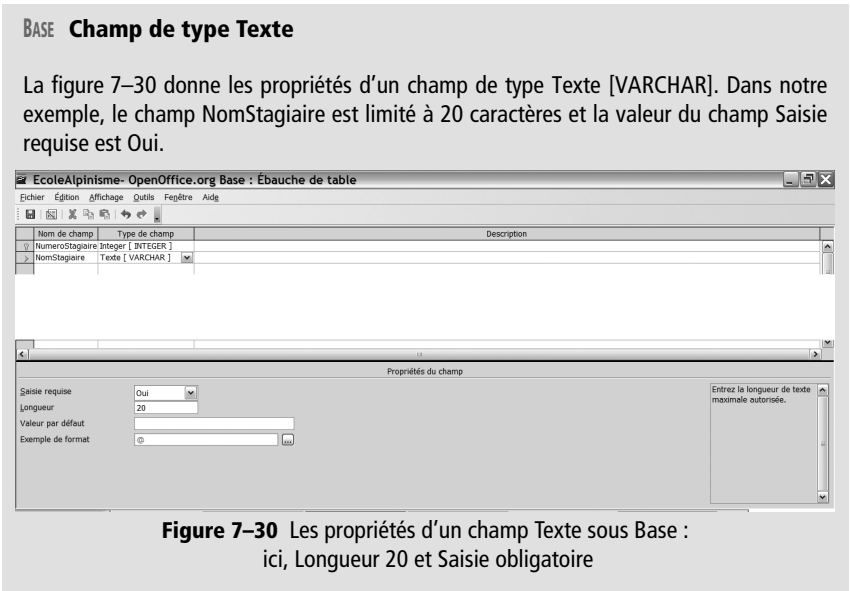 BASE Champ de type Texte
La figure 7–30 donne les propriétés d'un champ de type Texte [VARCHAR]. Dans notre
exemple, le champ NomStagiaire est limité à 20 caractères et la valeur du champ Saisie
requise est Oui.
EcoleAlpinisme- OpenOffice.org Base : Ébauche de table
Fichier Édition Affichage Outils Fenêtre Aide
Nom de champ Type de champ Description
NumeroStagiaire Integer [ INTEGER ]
NomStagiaire Texte [ VARCHAR ]
Propriétés du champ
Saisie requise Oui
Longueur 20
Valeur par défaut
Exemple de format @ ...
Entrez la longueur de texte
maximale autorisée.
Figure 7–30 Les propriétés d'un champ Texte sous Base :
ici, Longueur 20 et Saisie obligatoire